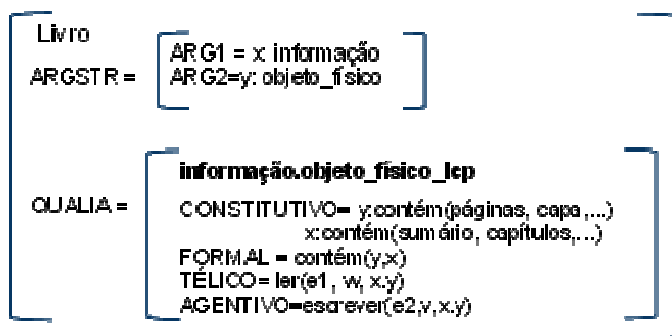 Livro
ARGSTR =
ARG1 = x: informação
ARG2=y: objeto_físico
QUALIA =
informação.objeto_físico_lcp
CONSTITUTIVO= y:contém(páginas, capa,...)
x:contém(sumário, capítulos,...)
FORMAL = contém(y,x)
TÉLICO= ler(e1, w, x.y)
AGENTIVO=escrever(e2,v,x.y)